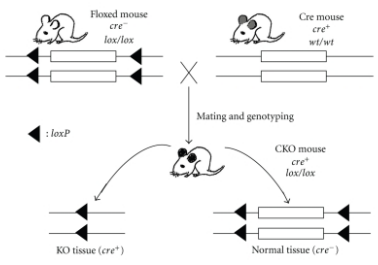 Floxed mouse
cre⁻
lox/lox
Cre mouse
cre⁺
wt/wt
Mating and genotyping
: loxP
CKO mouse
cre⁺
lox/lox
KO tissue (cre⁺)
Normal tissue (cre⁻)